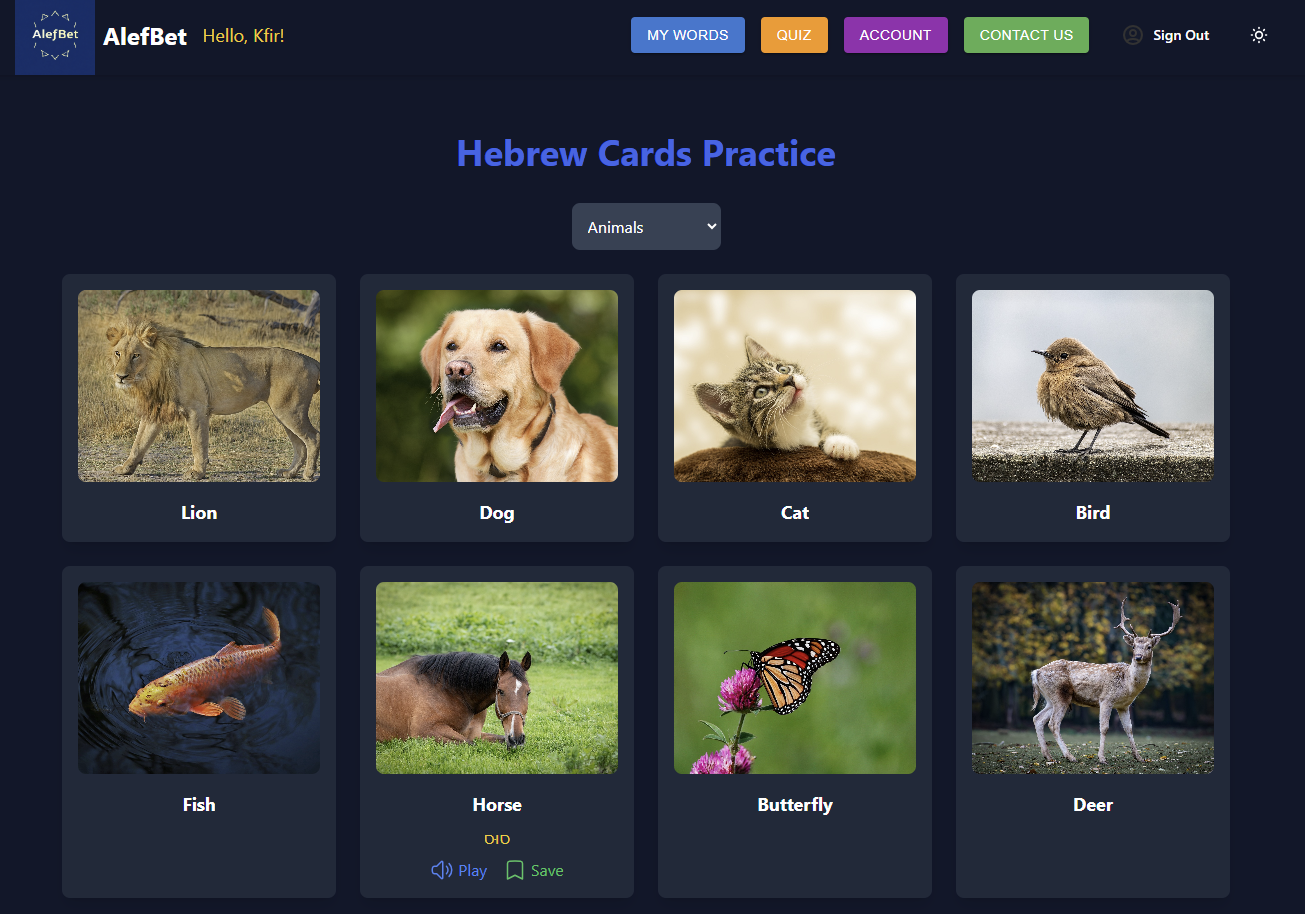 AlefBet
AlefBet Hello, Kfir! MY WORDS QUIZ ACCOUNT CONTACT US Sign Out
Hebrew Cards Practice
Animals
Lion Dog Cat Bird
Fish Horse Butterfly Deer
סוס
Play Save